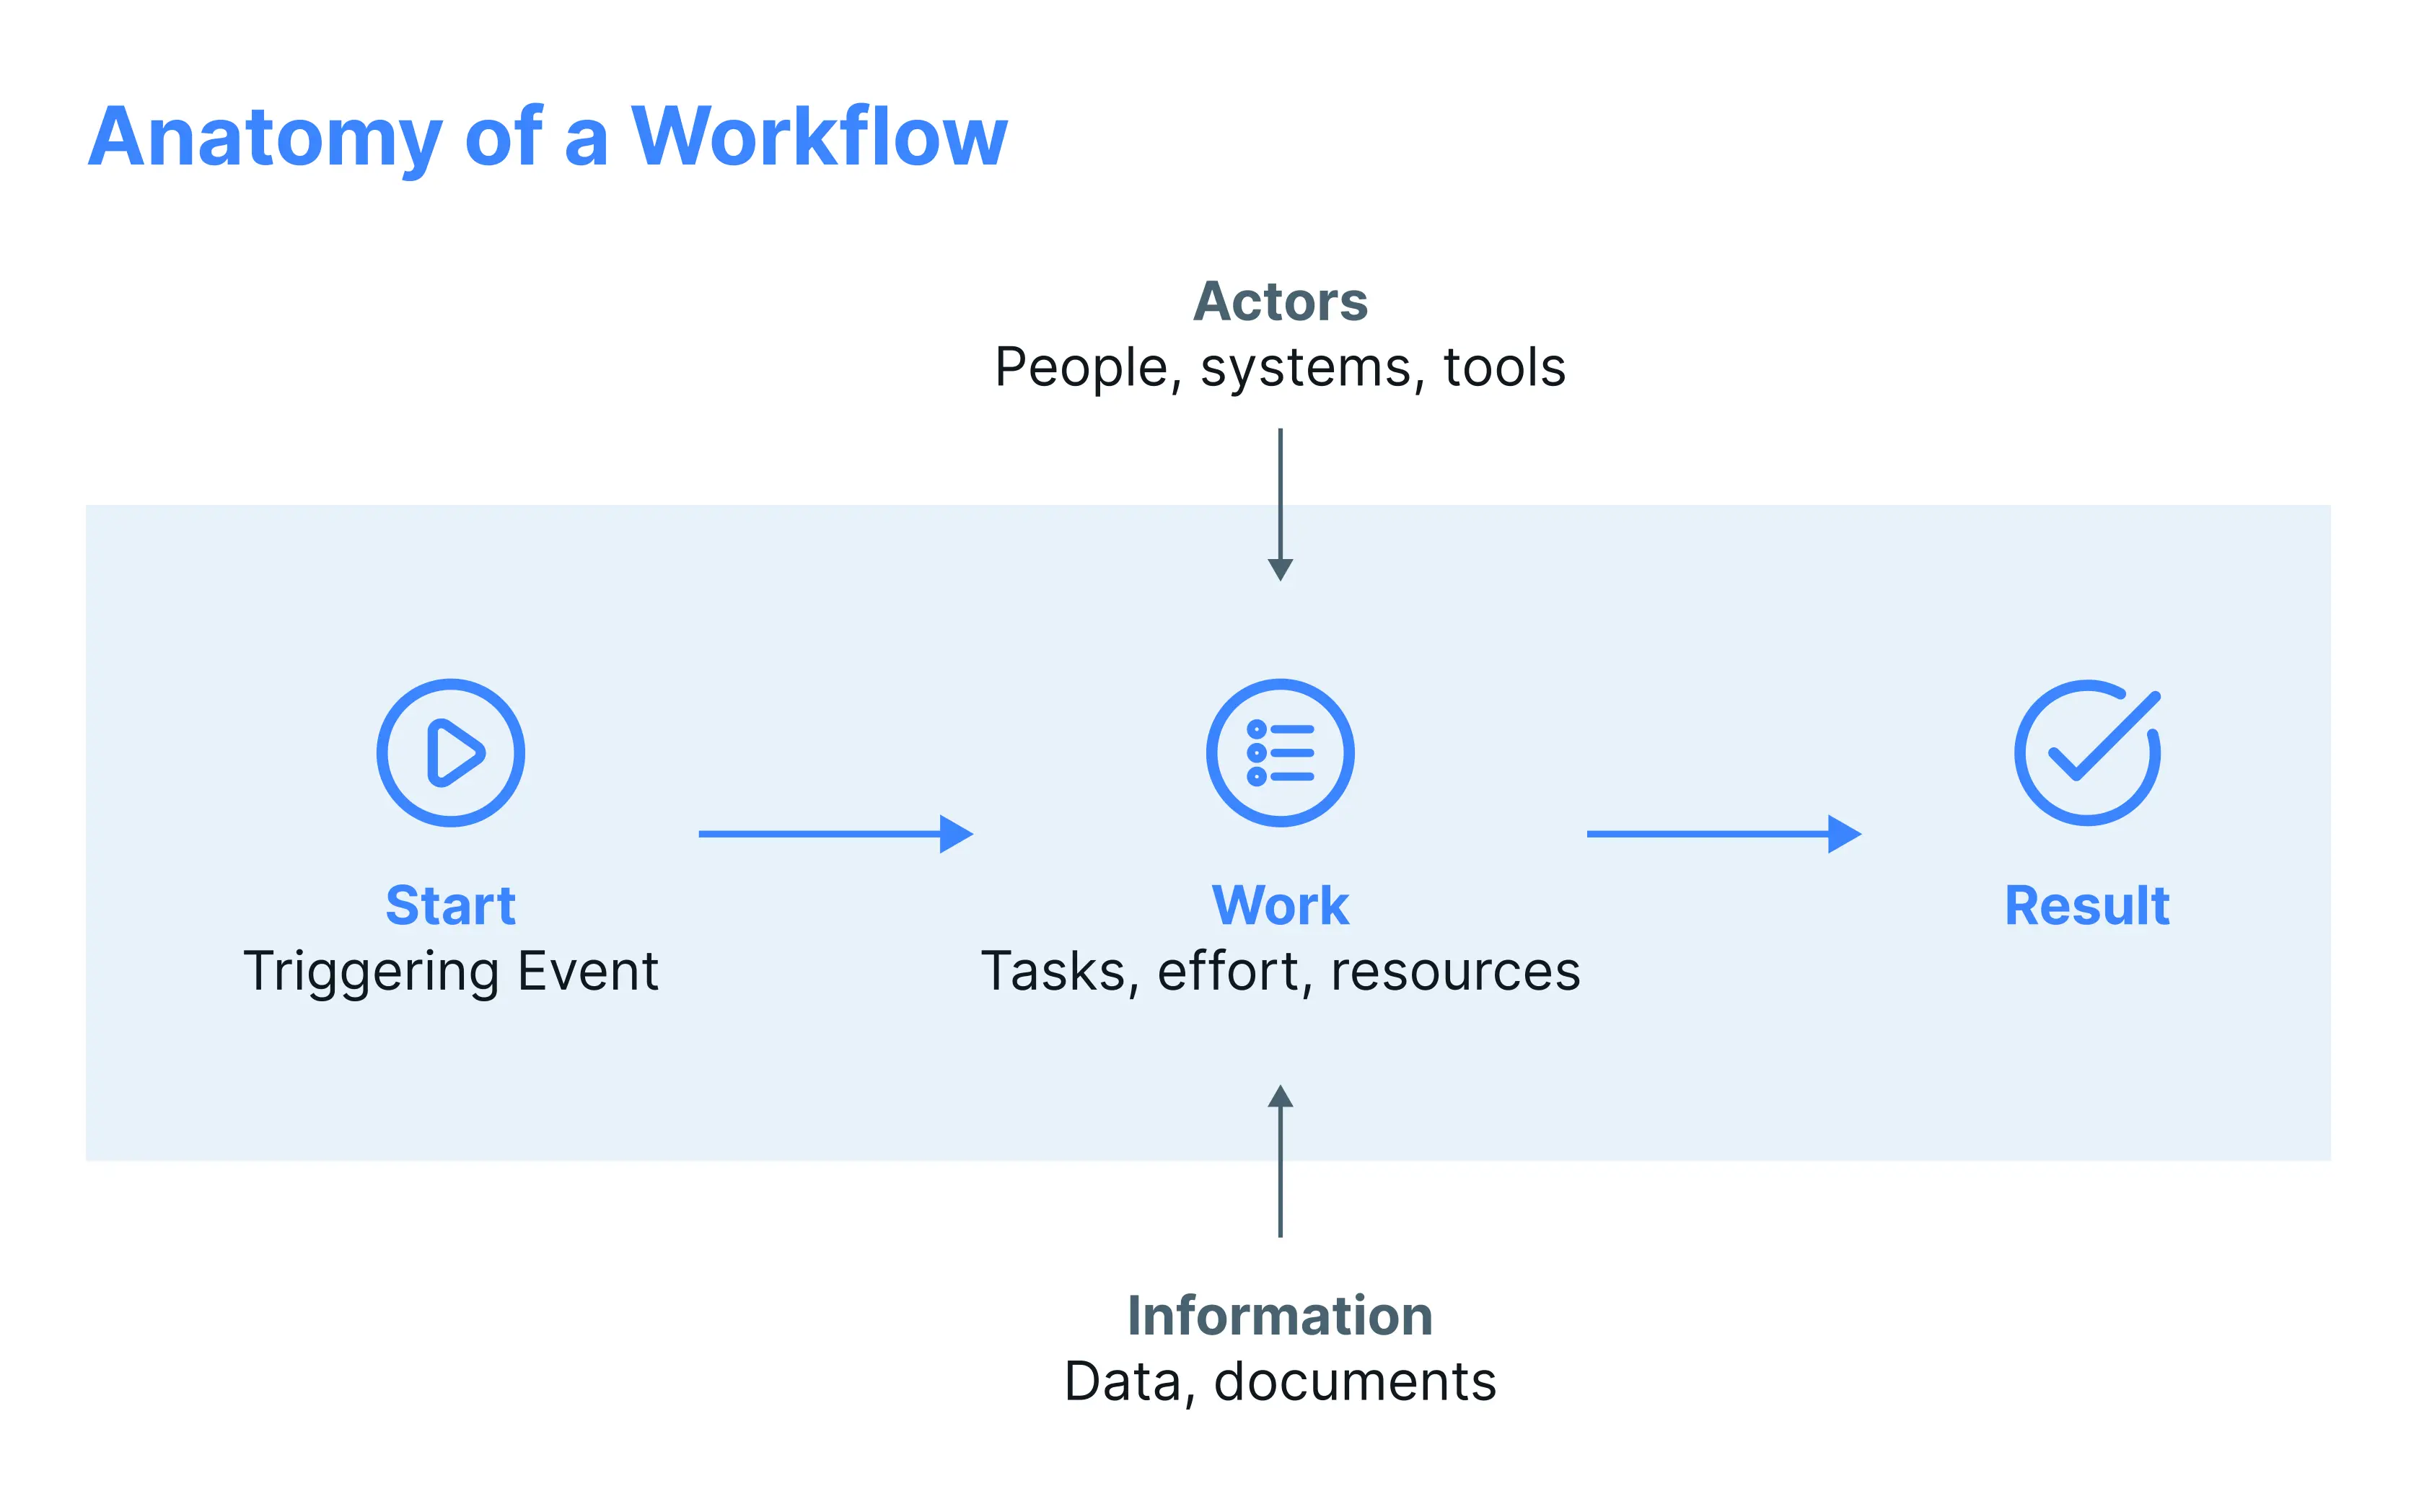 Anatomy of a Workflow
Actors
People, systems, tools
Start
Triggering Event
Work
Tasks, effort, resources
Result
Information
Data, documents